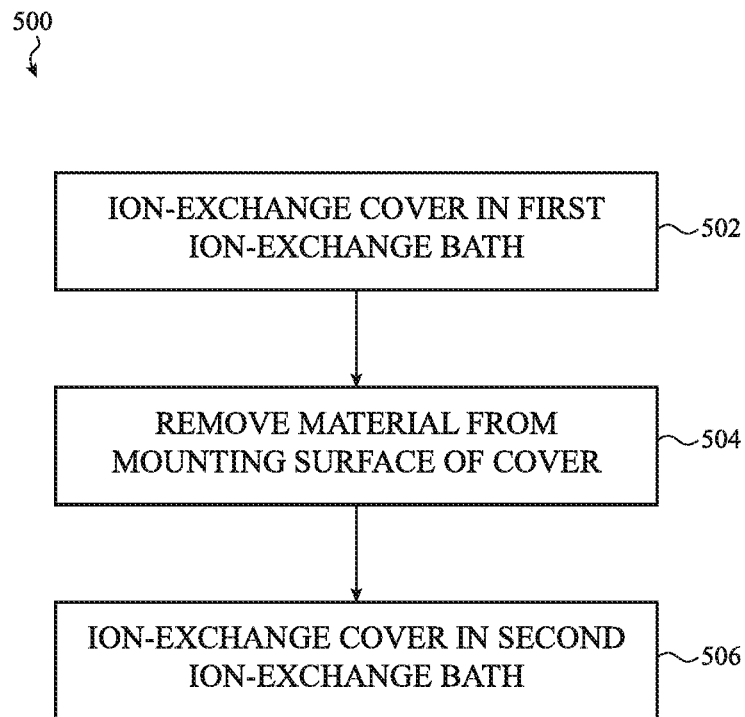 500
ION-EXCHANGE COVER IN FIRST
ION-EXCHANGE BATH
502
REMOVE MATERIAL FROM
MOUNTING SURFACE OF COVER
504
ION-EXCHANGE COVER IN SECOND
ION-EXCHANGE BATH
506